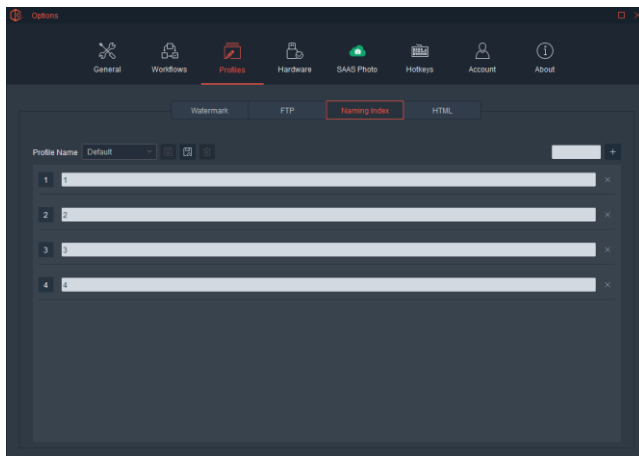 Options
General Workflows Profiles Hardware SAAS Photo Hotkeys Account About
Watermark FTP Naming Index HTML
Profile Name Default
1 1
2 2
3 3
4 4